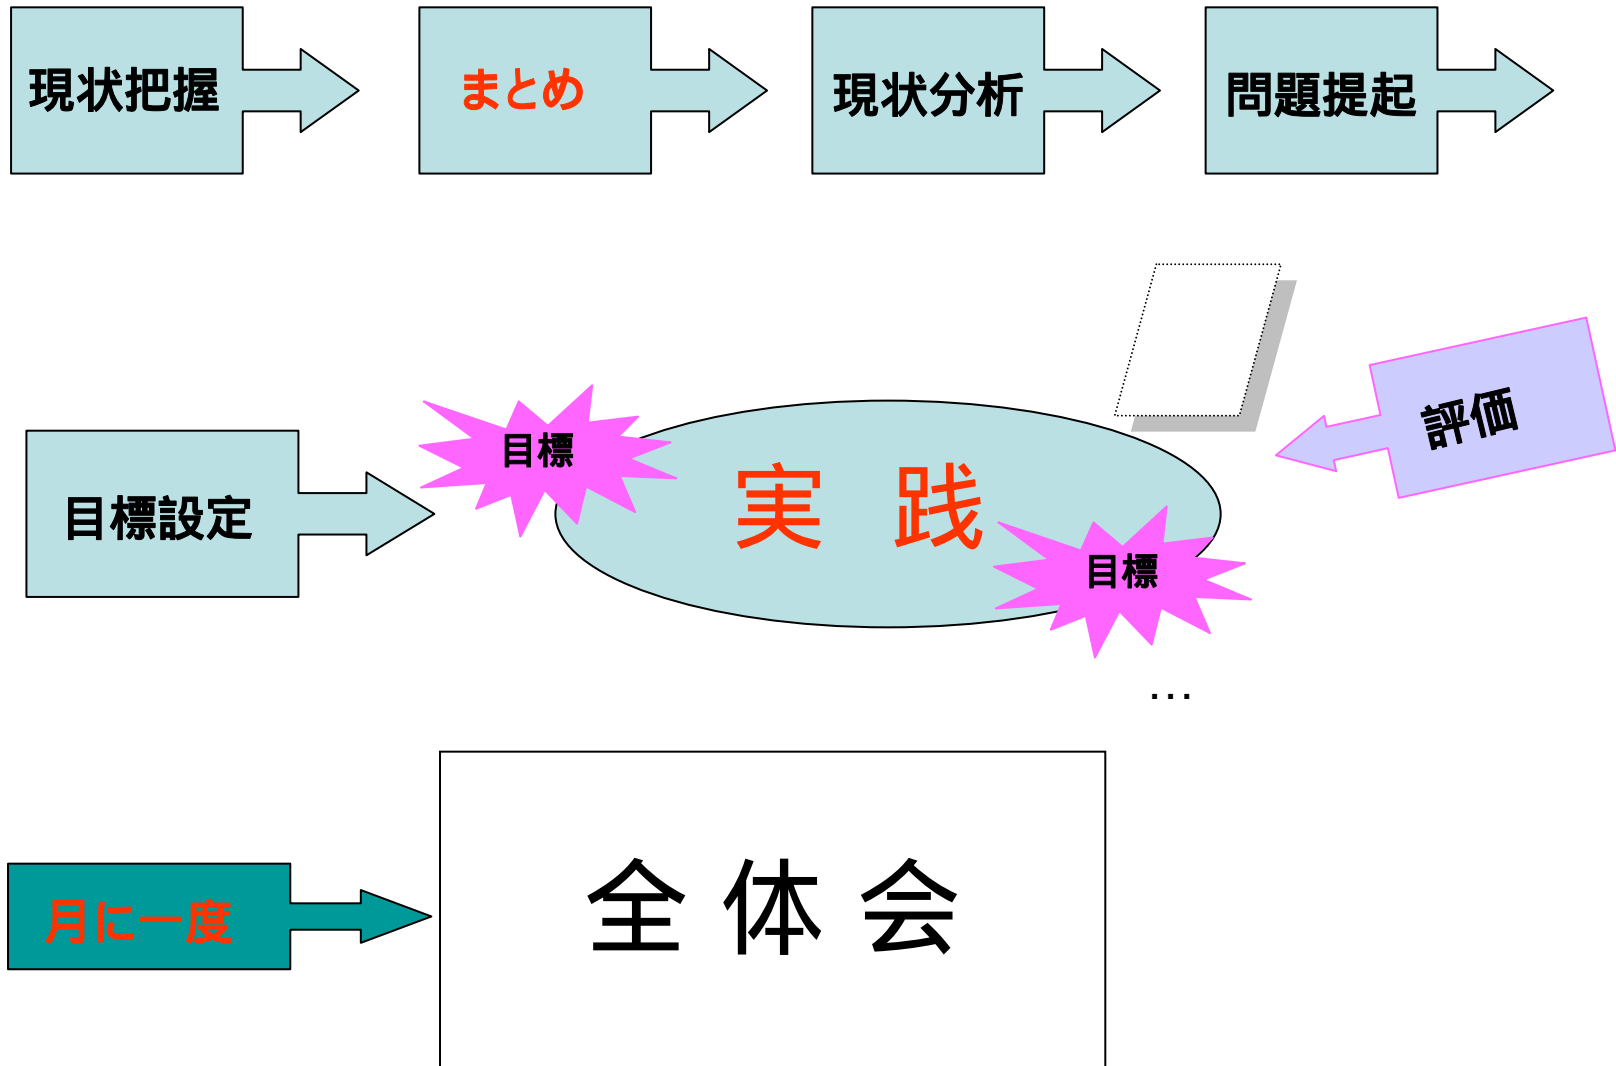 現状把握
まとめ
現状分析
問題提起
評価
目標
目標設定
実 践
目標
…
月に一度
全 体 会